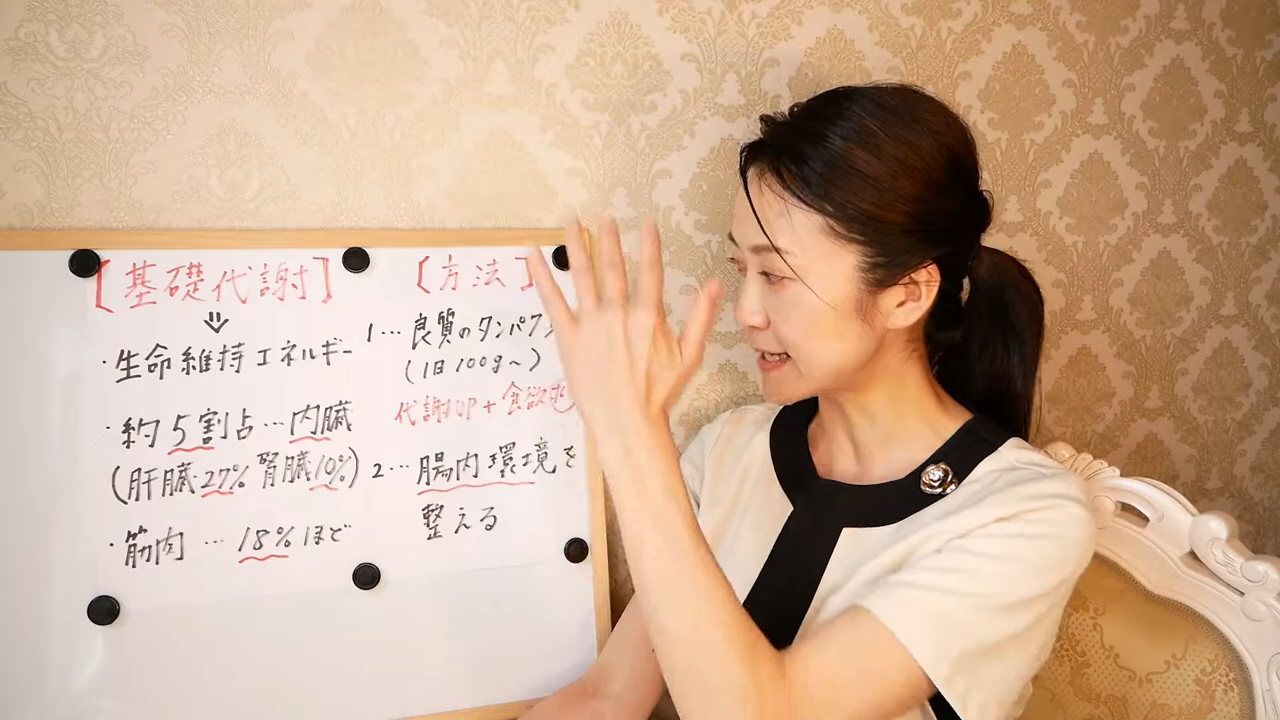 [基礎代謝]
⇓
・生命維持エネルギー
・約5割占…内臓
(肝臓27% 腎臓10%)
・筋肉 … 18%ほど
[方法]
1… 良質のタンパク
(1日100g〜)
代謝UP+食欲
2… 腸内環境を
整える